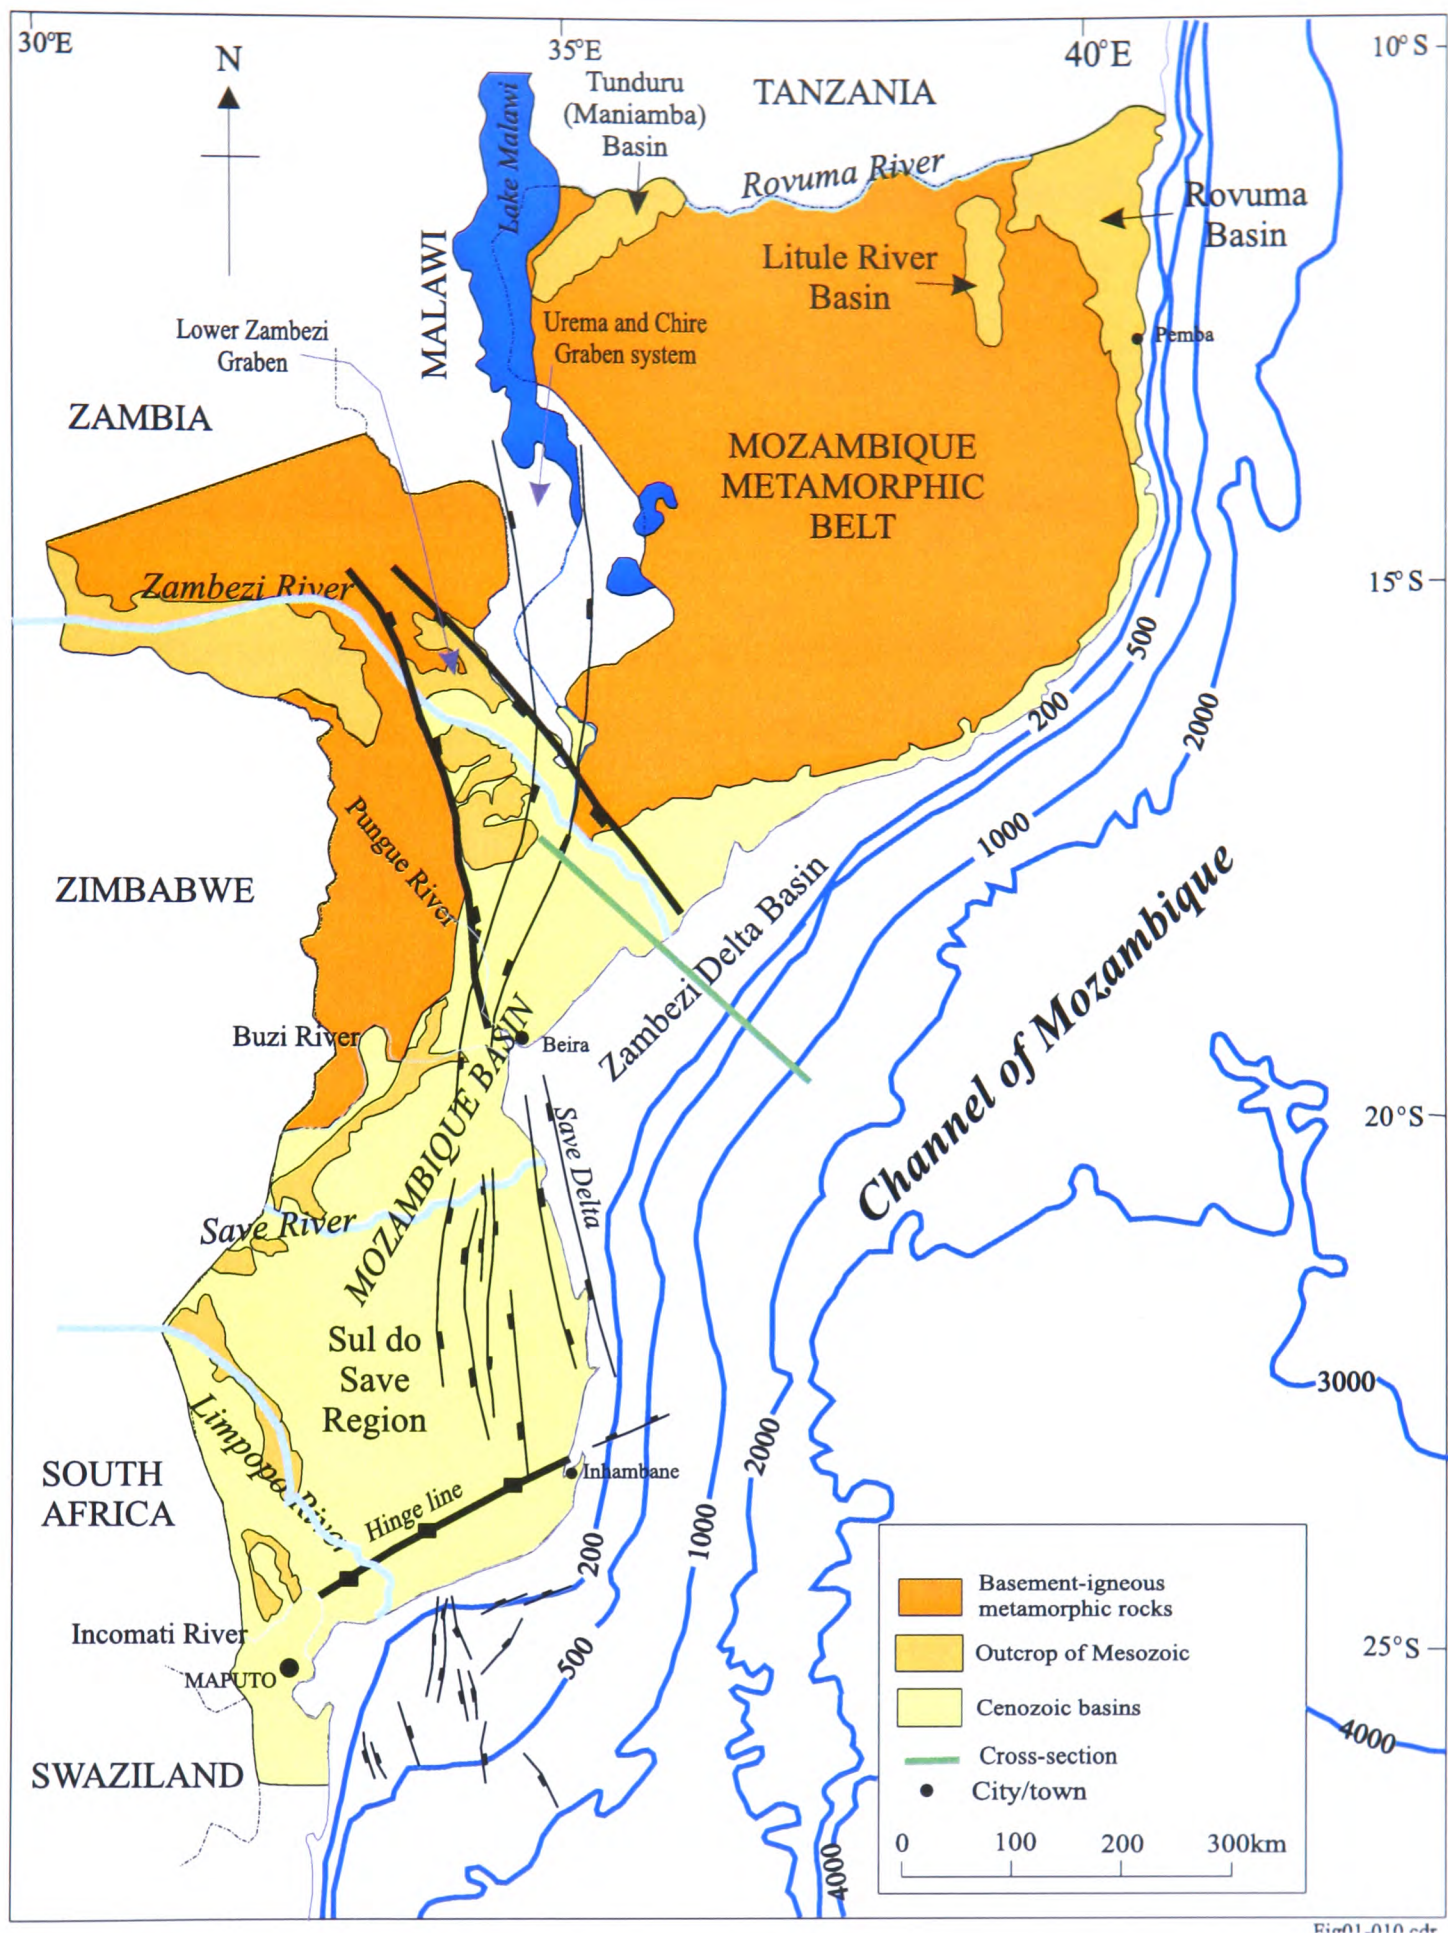 30°E
35°E
40°E
10°S
N
Lake Malawi
Tunduru
(Maniamba)
Basin
TANZANIA
Rovuma River
Rovuma
Basin
MALAWI
Litule River
Basin
Lower Zambezi
Graben
Urema and Chire
Graben system
Pemba
ZAMBIA
MOZAMBIQUE
METAMORPHIC
BELT
Zambezi River
15°S
500
200
2000
1000
Pungue River
ZIMBABWE
Zambezi Delta Basin
Channel of Mozambique
Buzi River
Beira
MOZAMBIQUE BASIN
Save Delta
20°S
Save River
Sul do
Save
Region
3000
Limpopo River
SOUTH
AFRICA
Hinge line
Inhambane
2000
1000
200
500
Incomati River
MAPUTO
SWAZILAND
25°S
4000
4000
Basement-igneous
metamorphic rocks
Outcrop of Mesozoic
Cenozoic basins
Cross-section
City/town
0 100 200 300km
Fig01-010.cdr